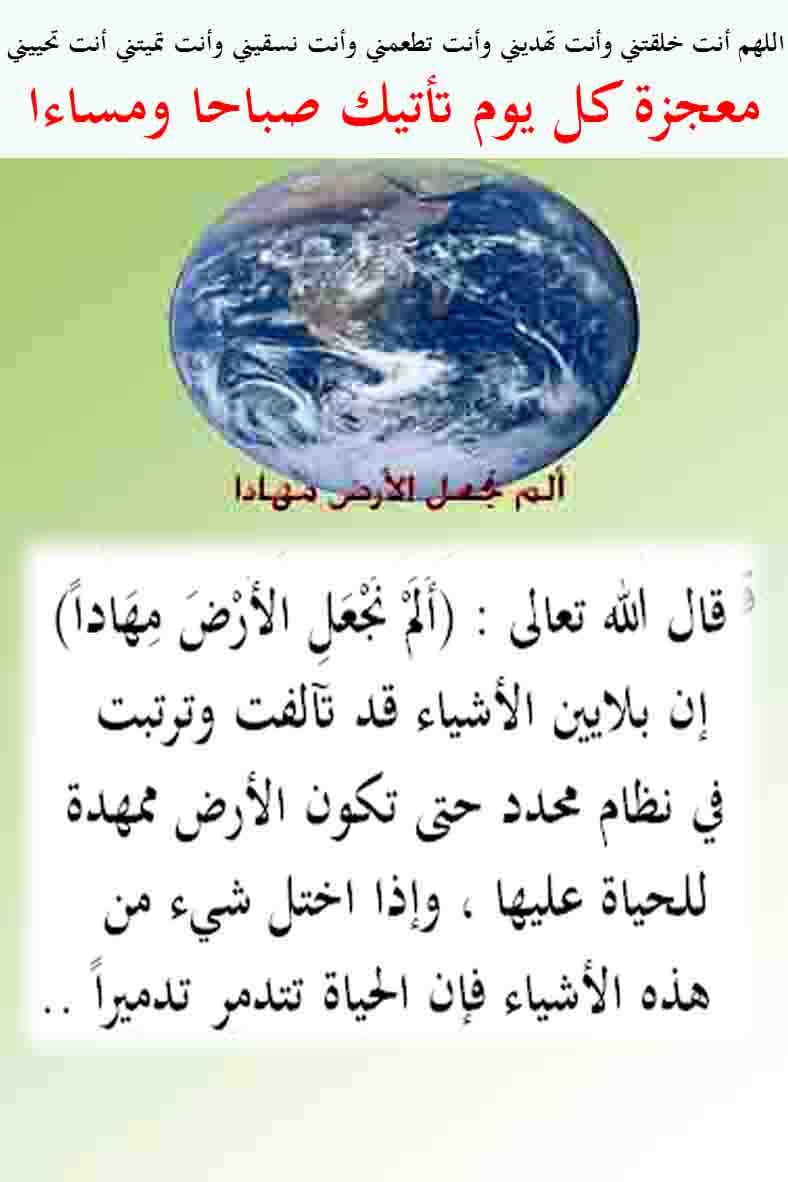 اللهم أنت خلقتني وأنت تهديني وأنت تطعمني وأنت نسقيني وأنت تميتني أنت تحييني
معجزة كل يوم تأتيك صباحا ومساءا
ألم نجعل الأرض مهادا
قال الله تعالى : (أَلَمْ نَجْعَلِ الأَرْضَ مِهَاداً)
إن بلايين الأشياء قد تآلفت وترتبت
في نظام محدد حتى تكون الأرض ممهدة
للحياة عليها ، وإذا اختل شيء من
هذه الأشياء فإن الحياة تتدمر تدميراً ..